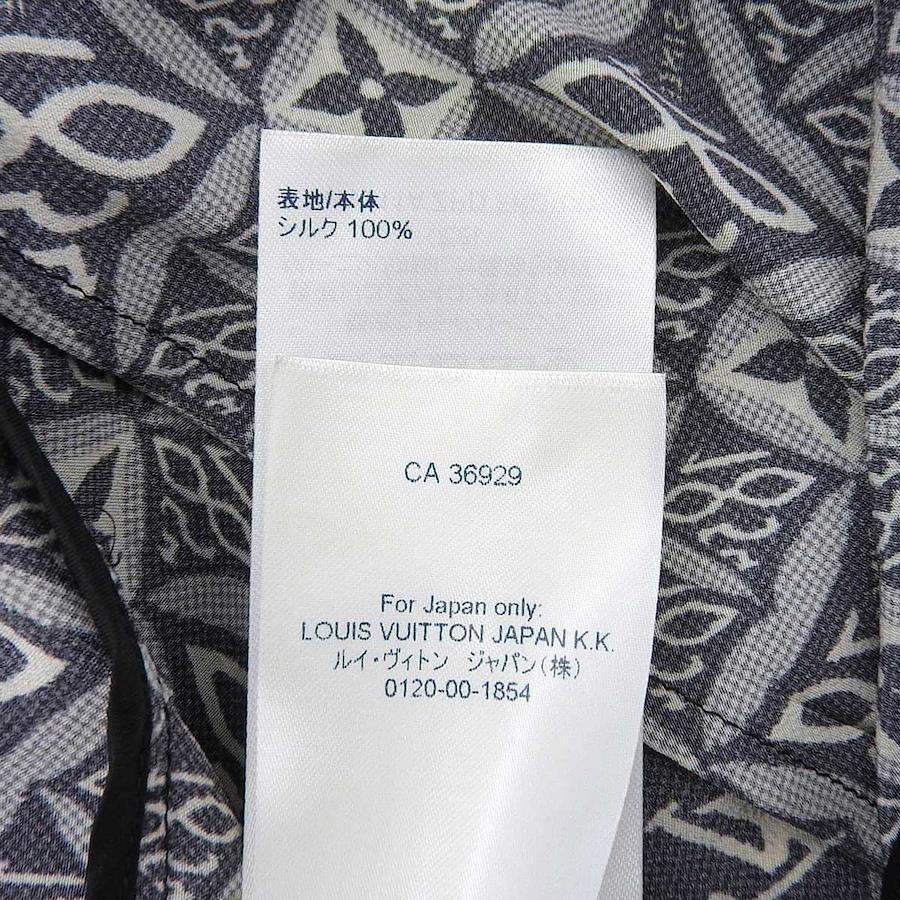 表地/本体
シルク 100%
CA 36929
For Japan only:
LOUIS VUITTON JAPAN K.K.
ルイ・ヴィトン ジャパン(株)
0120-00-1854